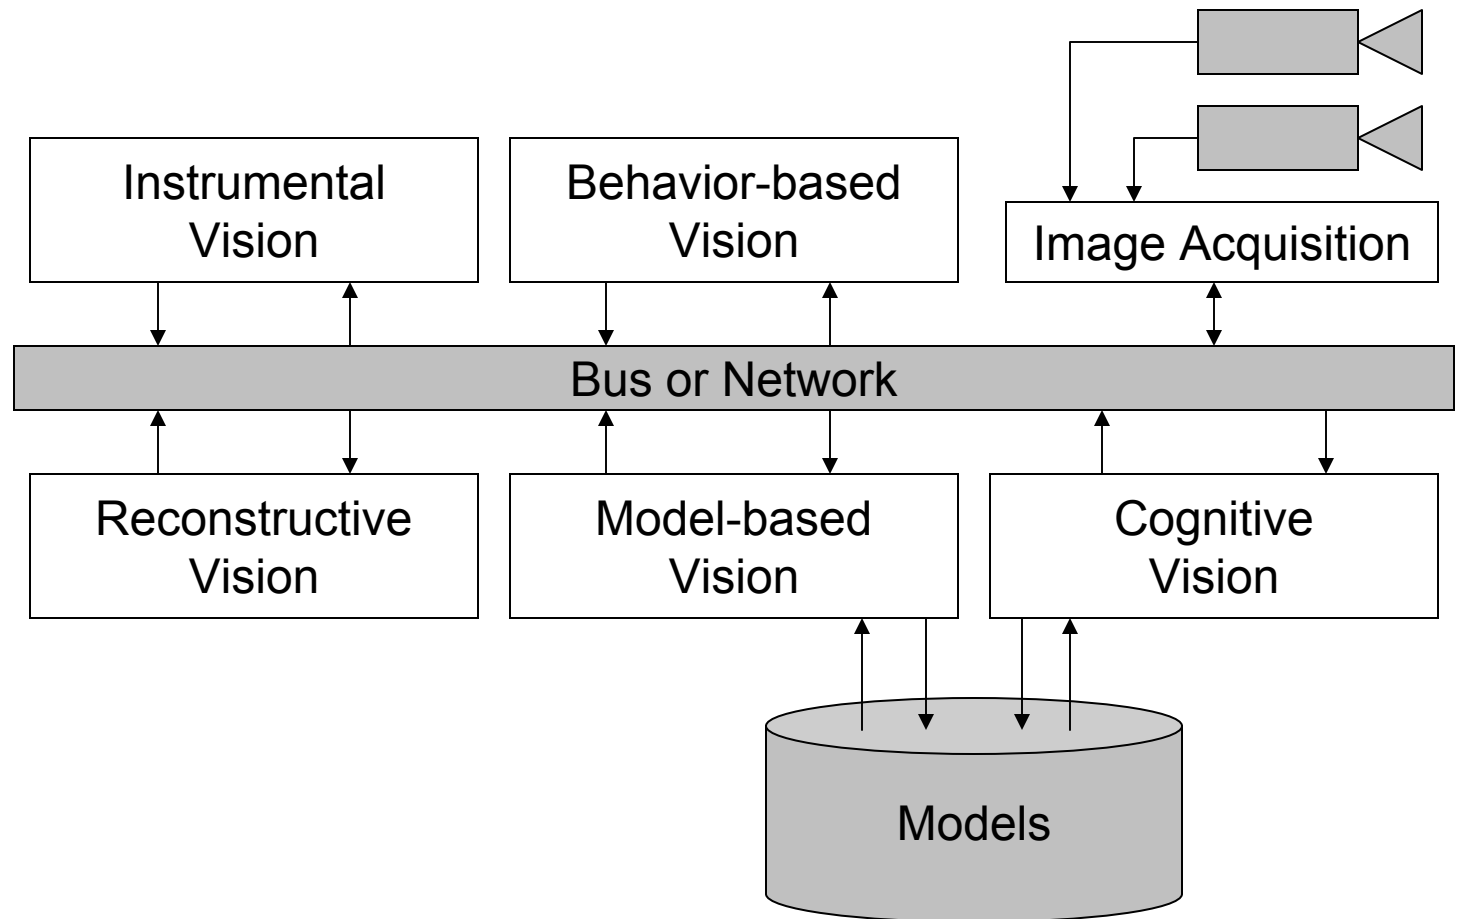 Instrumental
Vision
Behavior-based
Vision
Image Acquisition
Bus or Network
Reconstructive
Vision
Model-based
Vision
Cognitive
Vision
Models